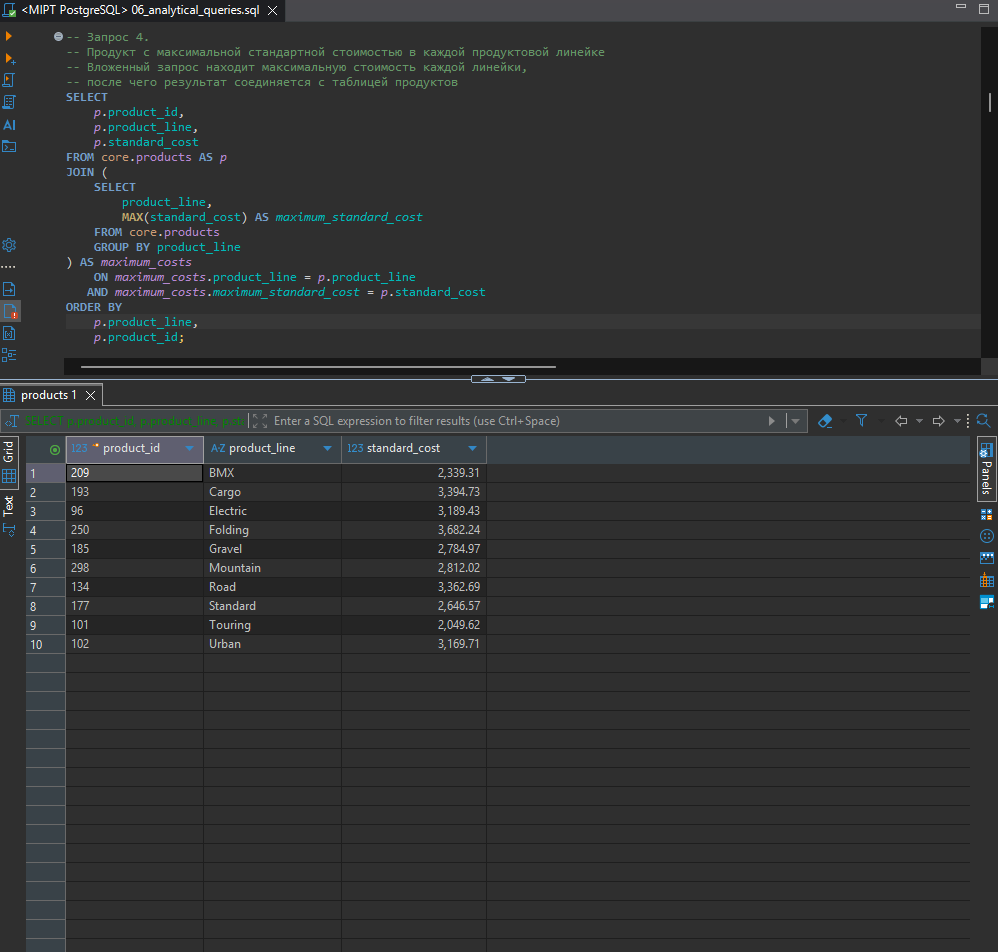 <MIPT PostgreSQL> 06_analytical_queries.sql
-- Запрос 4.
-- Продукт с максимальной стандартной стоимостью в каждой продуктовой линейке
-- Вложенный запрос находит максимальную стоимость каждой линейки,
-- после чего результат соединяется с таблицей продуктов
SELECT
p.product_id,
p.product_line,
p.standard_cost
FROM core.products AS p
JOIN (
SELECT
product_line,
MAX(standard_cost) AS maximum_standard_cost
FROM core.products
GROUP BY product_line
) AS maximum_costs
ON maximum_costs.product_line = p.product_line
AND maximum_costs.maximum_standard_cost = p.standard_cost
ORDER BY
p.product_line,
p.product_id;
AI
products 1
SELECT p.product_id, p.product_line, p.sta
Enter a SQL expression to filter results (use Ctrl+Space)
Grid
Text
Panels
123 product_id A-Z product_line 123 standard_cost
1 209 BMX 2,339.31
2 193 Cargo 3,394.73
3 96 Electric 3,189.43
4 250 Folding 3,682.24
5 185 Gravel 2,784.97
6 298 Mountain 2,812.02
7 134 Road 3,362.69
8 177 Standard 2,646.57
9 101 Touring 2,049.62
10 102 Urban 3,169.71